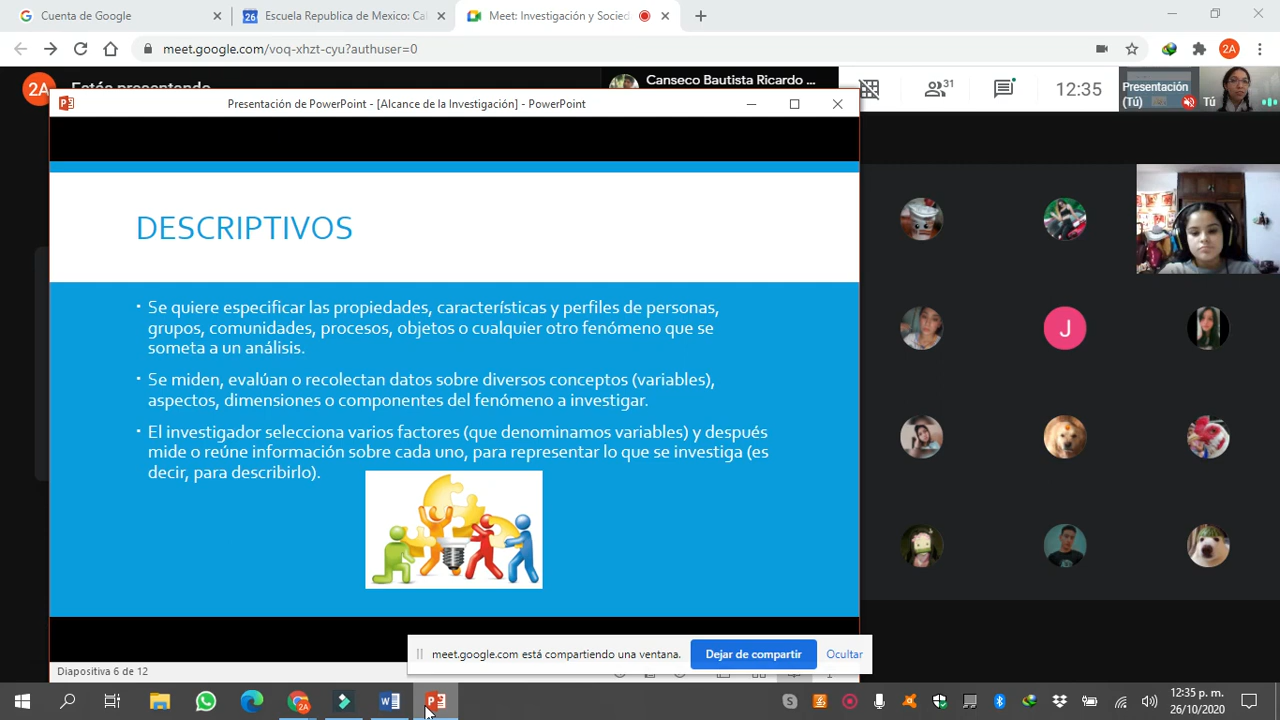 Cuenta de Google
26
Escuela Republica de Mexico: Cal
Meet: Investigación y Socied
meet.google.com/voq-xhzt-cyu?authuser=0
2A
2A
Estás presentando
Canseco Bautista Ricardo ...
31
12:35
Presentación
(Tú)
Tú
Presentación de PowerPoint - [Alcance de la Investigación] - PowerPoint
DESCRIPTIVOS
• Se quiere especificar las propiedades, características y perfiles de personas,
grupos, comunidades, procesos, objetos o cualquier otro fenómeno que se
someta a un análisis.
• Se miden, evalúan o recolectan datos sobre diversos conceptos (variables),
aspectos, dimensiones o componentes del fenómeno a investigar.
• El investigador selecciona varios factores (que denominamos variables) y después
mide o reúne información sobre cada uno, para representar lo que se investiga (es
decir, para describirlo).
J
meet.google.com está compartiendo una ventana.
Dejar de compartir
Ocultar
Diapositiva 6 de 12
12:35 p. m.
26/10/2020